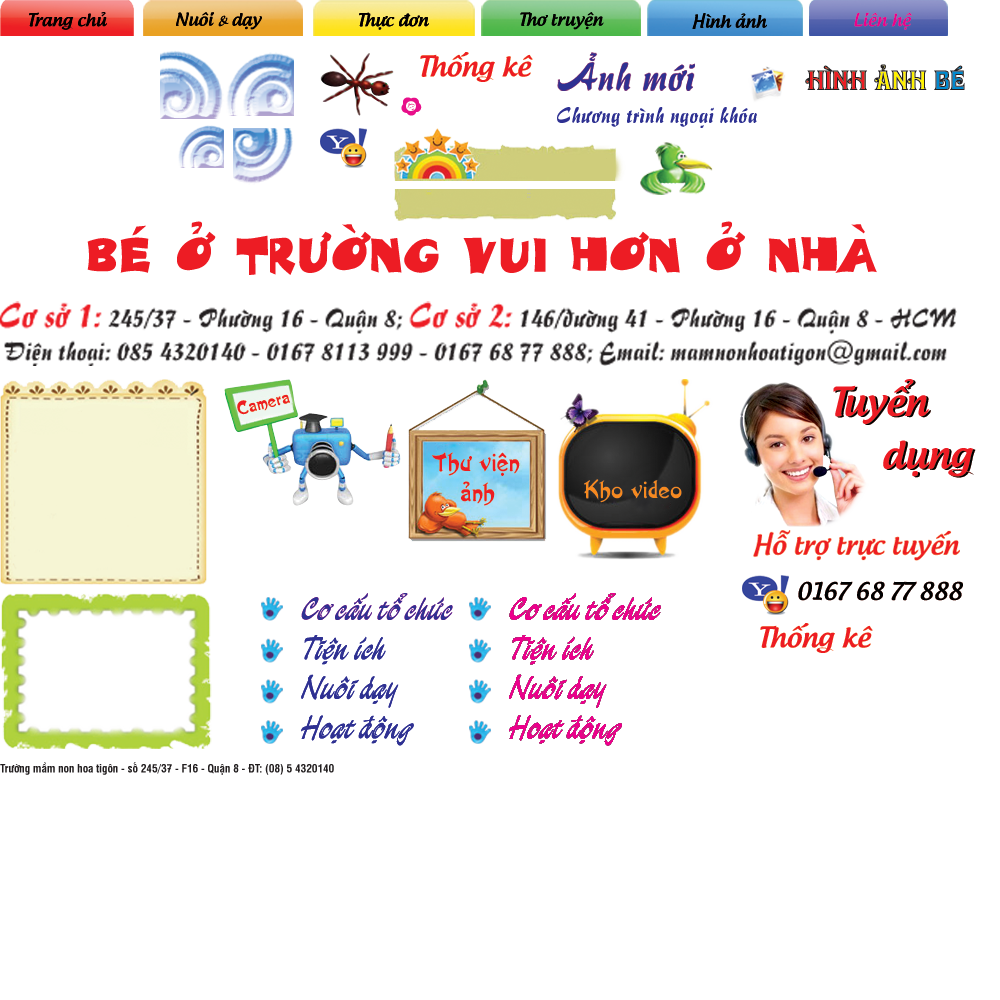 Trang chủ
Nuôi & dạy
Thực đơn
Thơ truyện
Hình ảnh
Liên hệ
Thống kê
Ảnh mới
Chương trình ngoại khóa
HÌNH ẢNH BÉ
BÉ Ở TRƯỜNG VUI HƠN Ở NHÀ
Cơ sở 1: 245/37 - Phường 16 - Quận 8; Cơ sở 2: 146/đường 41 - Phường 16 - Quận 8 - HCM
Điện thoại: 085 4320140 - 0167 8113 999 - 0167 68 77 888; Email: mamnonhoatigon@gmail.com
Camera
Thư viện
ảnh
Kho video
Tuyển
dụng
Hỗ trợ trực tuyến
Y! 0167 68 77 888
Thống kê
Cơ cấu tổ chức
Tiện ích
Nuôi dạy
Hoạt động
Cơ cấu tổ chức
Tiện ích
Nuôi dạy
Hoạt động
Trường mầm non hoa tigôn - số 245/37 - F16 - Quận 8 - ĐT: (08) 5 4320140